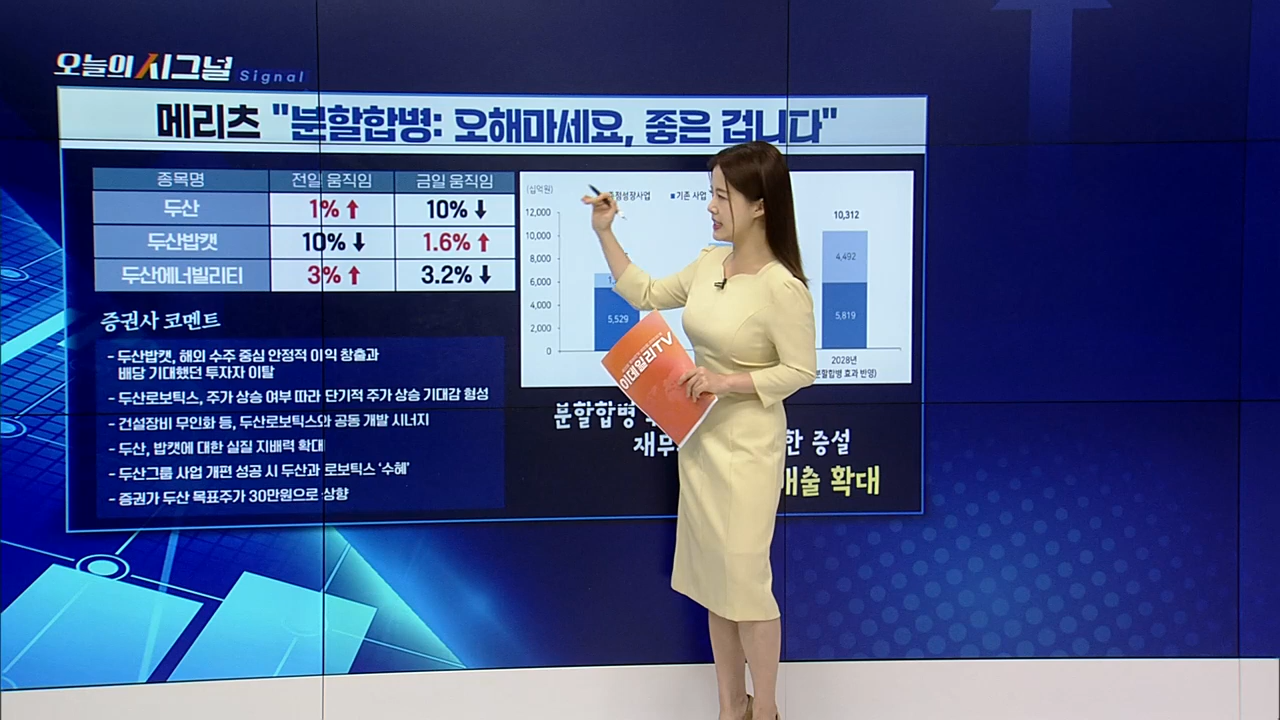 오늘의 시그널 Signal
메리츠 "분할합병: 오해마세요, 좋은 겁니다"
종목명 전일 움직임 금일 움직임
두산 1% ↑ 10% ↓
두산밥캣 10% ↓ 1.6% ↑
두산에너빌리티 3% ↑ 3.2% ↓
증권사 코멘트
- 두산밥캣, 해외 수주 중심 안정적 이익 창출과
배당 기대했던 투자자 이탈
- 두산로보틱스, 주가 상승 여부 따라 단기적 주가 상승 기대감 형성
- 건설장비 무인화 등, 두산로보틱스와 공동 개발 시너지
- 두산, 밥캣에 대한 실질 지배력 확대
- 두산그룹 사업 개편 성공 시 두산과 로보틱스 '수혜'
- 증권가 두산 목표주가 30만원으로 상향
(십억원)
■기존 사업
12,000
10,000
8,000
6,000
4,000
2,000
0
5,529
10,312
4,492
5,819
2028년
분할합병 효과 반영)
분할합병
증설
확대
이데일리TV